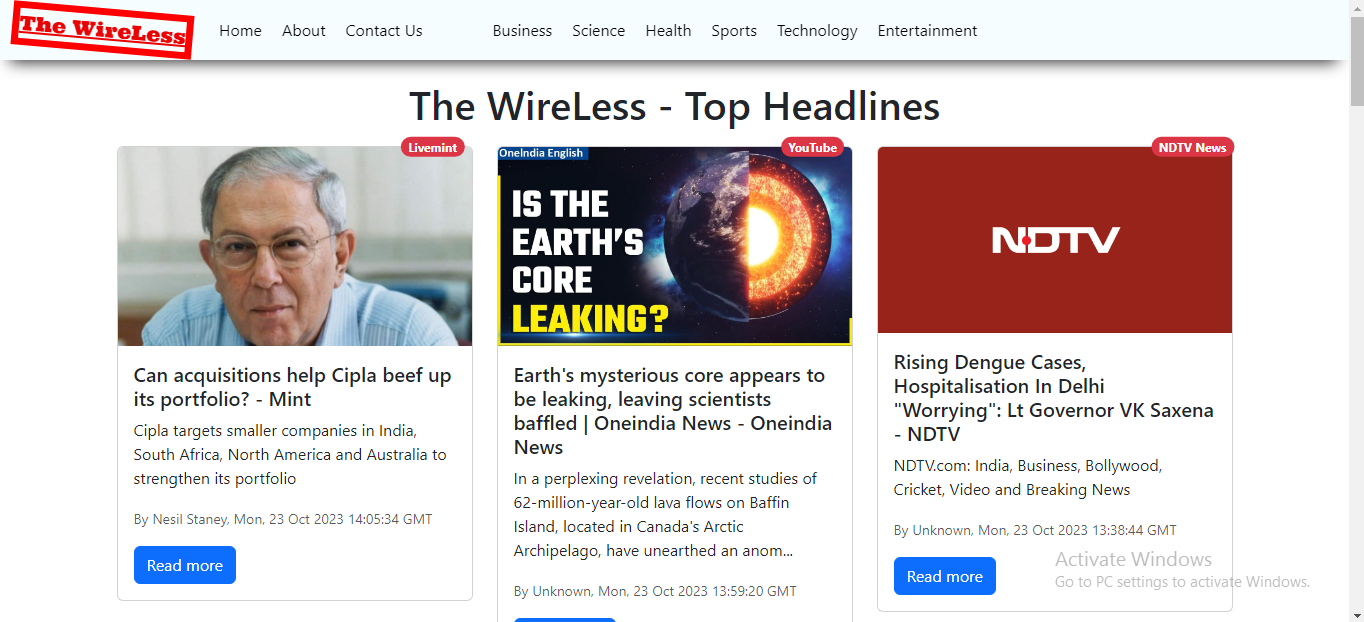 The WireLess
Home About Contact Us Business Science Health Sports Technology Entertainment
The WireLess - Top Headlines
Livemint
Can acquisitions help Cipla beef up
its portfolio? - Mint
Cipla targets smaller companies in India,
South Africa, North America and Australia to
strengthen its portfolio
By Nesil Staney, Mon, 23 Oct 2023 14:05:34 GMT
Read more
YouTube
OneIndia English
IS THE
EARTH'S
CORE
LEAKING?
Earth's mysterious core appears to
be leaking, leaving scientists
baffled | Oneindia News - Oneindia
News
In a perplexing revelation, recent studies of
62-million-year-old lava flows on Baffin
Island, located in Canada's Arctic
Archipelago, have unearthed an anom...
By Unknown, Mon, 23 Oct 2023 13:59:20 GMT
NDTV News
NDTV
Rising Dengue Cases,
Hospitalisation In Delhi
"Worrying": Lt Governor VK Saxena
- NDTV
NDTV.com: India, Business, Bollywood,
Cricket, Video and Breaking News
By Unknown, Mon, 23 Oct 2023 13:38:44 GMT
Read more
Activate Windows
Go to PC settings to activate Windows.